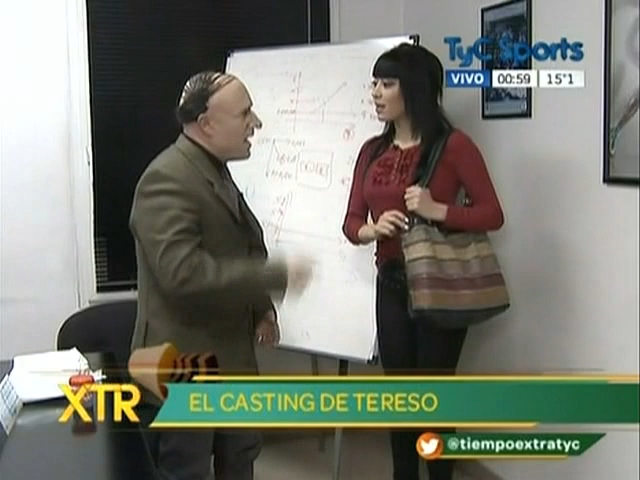 TyC Sports
VIVO 00:59 15°1
XTR
EL CASTING DE TERESO
@tiempoextratyc